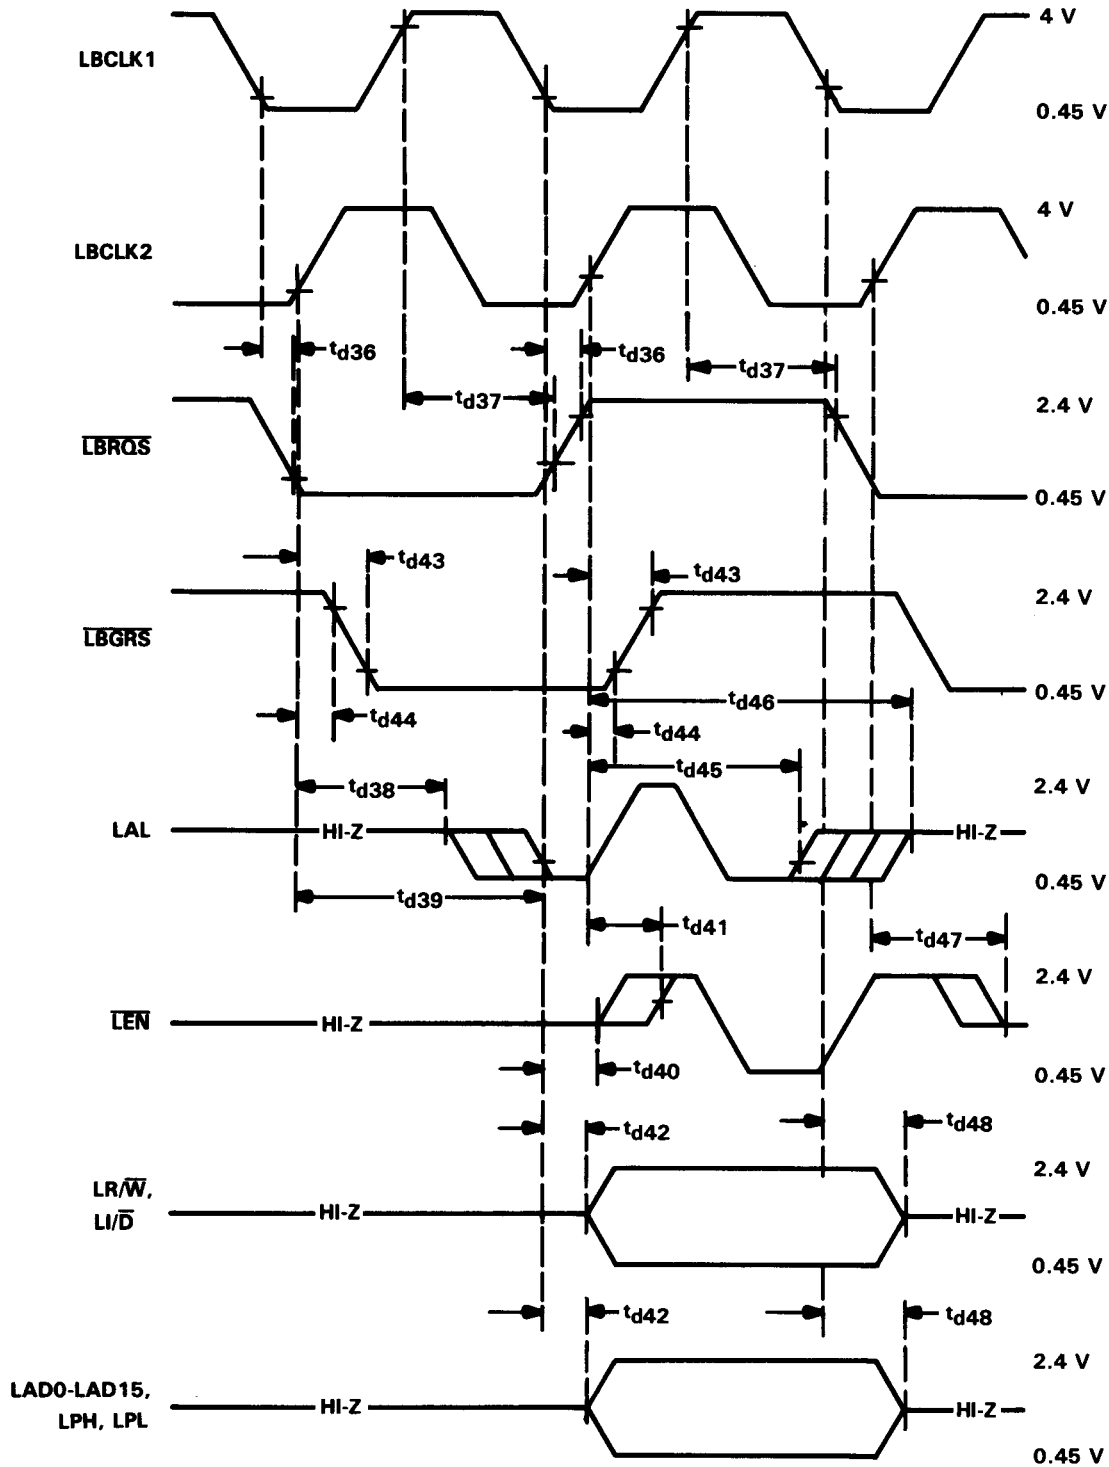 4 V
LBCLK1
0.45 V
4 V
LBCLK2
0.45 V
td36
td36
td37
td37
2.4 V
LBRQS
0.45 V
td43
td43
2.4 V
LBGRS
0.45 V
td46
td44
td44
td45
td38
2.4 V
LAL
HI-Z
HI-Z
0.45 V
td39
td41
td47
2.4 V
LEN
HI-Z
td40
0.45 V
td42
td48
2.4 V
LR/W,
LI/D
HI-Z
HI-Z
0.45 V
td42
td48
2.4 V
LAD0-LAD15,
LPH, LPL
HI-Z
HI-Z
0.45 V